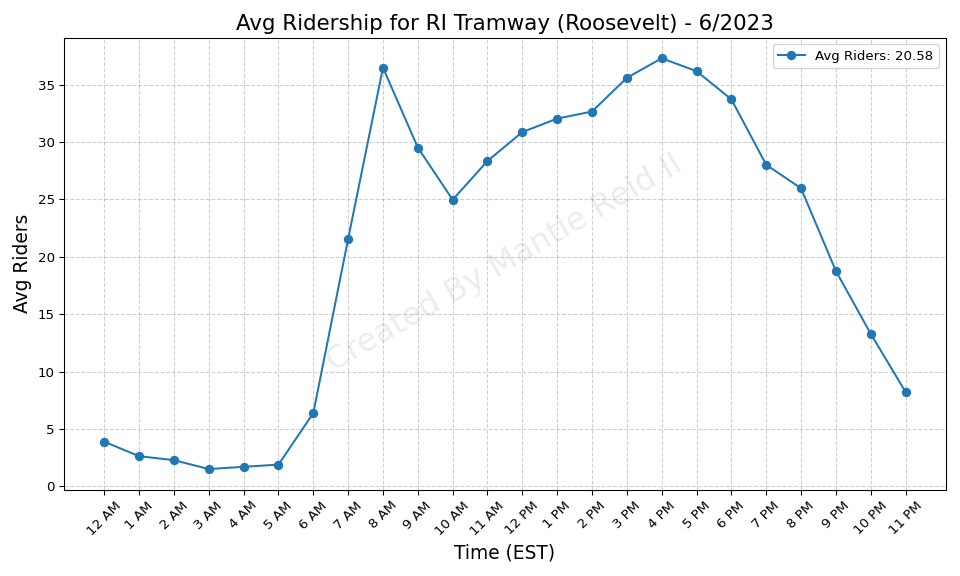 Avg Ridership for RI Tramway (Roosevelt) - 6/2023
Avg Riders: 20.58
Avg Riders
35
30
25
20
15
10
5
0
Created By Mantie Reid II
12 AM
1 AM
2 AM
3 AM
4 AM
5 AM
6 AM
7 AM
8 AM
9 AM
10 AM
11 AM
12 PM
1 PM
2 PM
3 PM
4 PM
5 PM
6 PM
7 PM
8 PM
9 PM
10 PM
11 PM
Time (EST)